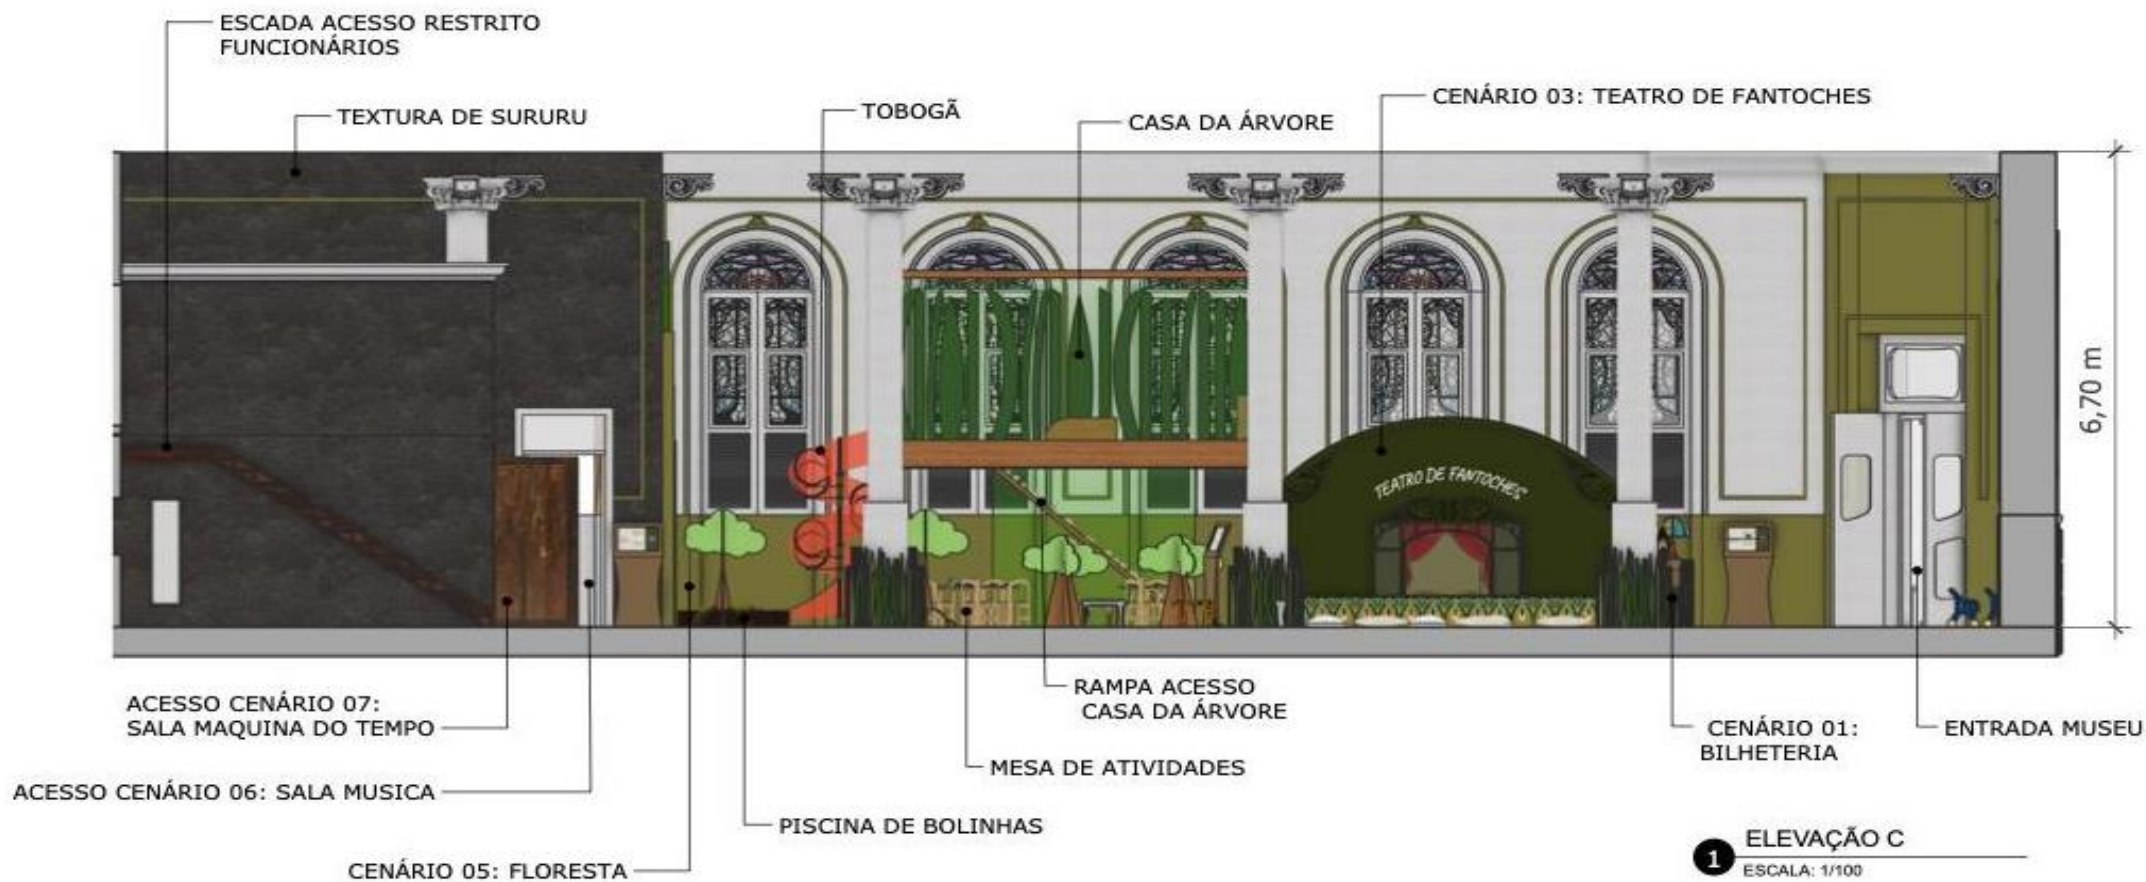 ESCADA ACESSO RESTRITO
FUNCIONÁRIOS
TEXTURA DE SURURU
TOBOGÃ
CASA DA ÁRVORE
CENÁRIO 03: TEATRO DE FANTOCHES
TEATRO DE FANTOCHES
6,70 m
ACESSO CENÁRIO 07:
SALA MAQUINA DO TEMPO
RAMPA ACESSO
CASA DA ÁRVORE
CENÁRIO 01:
BILHETERIA
ENTRADA MUSEU
MESA DE ATIVIDADES
ACESSO CENÁRIO 06: SALA MUSICA
PISCINA DE BOLINHAS
CENÁRIO 05: FLORESTA
1
ELEVAÇÃO C
ESCALA: 1/100